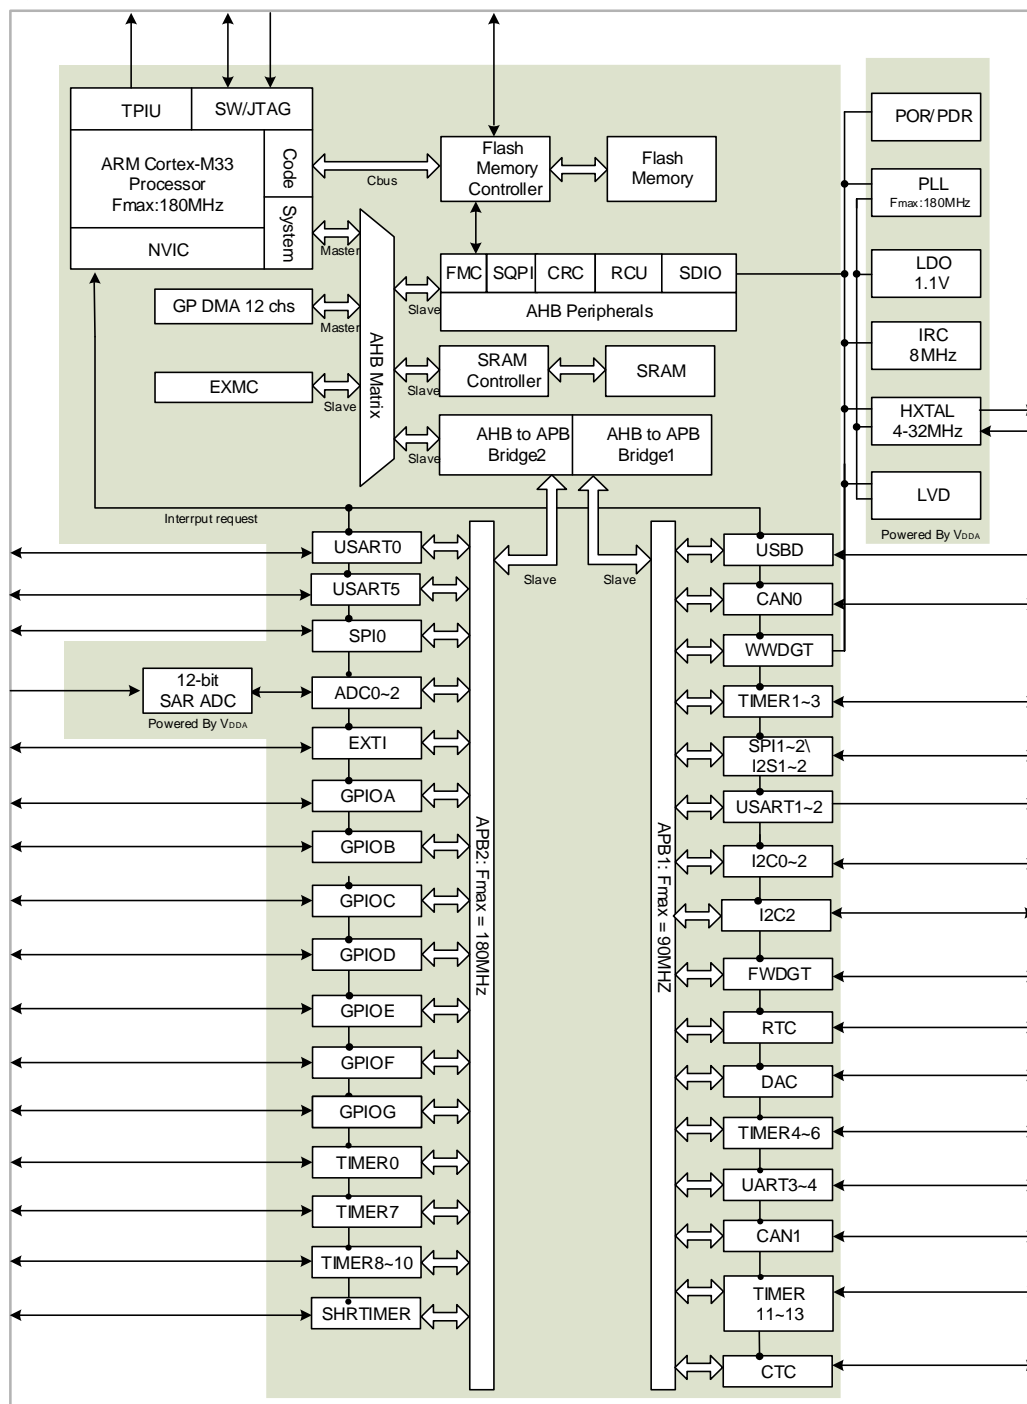 TPIU
SW/JTAG
ARM Cortex-M33
Processor
Fmax:180MHz
Code
System
NVIC
Cbus
Flash
Memory
Controller
Flash
Memory
POR/PDR
PLL
Fmax:180MHz
LDO
1.1V
IRC
8MHz
HXTAL
4-32MHz
LVD
Powered By VDDA
Master
GP DMA 12 chs
Master
EXMC
Slave
AHB Matrix
Slave
FMC
SQPI
CRC
RCU
SDIO
AHB Peripherals
Slave
SRAM
Controller
SRAM
Slave
AHB to APB
Bridge2
AHB to APB
Bridge1
Interrput request
Slave
Slave
USART0
USART5
SPI0
12-bit
SAR ADC
Powered By VDDA
ADC0~2
EXTI
GPIOA
GPIOB
GPIOC
GPIOD
GPIOE
GPIOF
GPIOG
TIMER0
TIMER7
TIMER8~10
SHRTIMER
APB2: Fmax = 180MHz
APB1: Fmax = 90MHZ
USBD
CAN0
WWDGT
TIMER1~3
SPI1~2\
I2S1~2
USART1~2
I2C0~2
I2C2
FWDGT
RTC
DAC
TIMER4~6
UART3~4
CAN1
TIMER
11~13
CTC